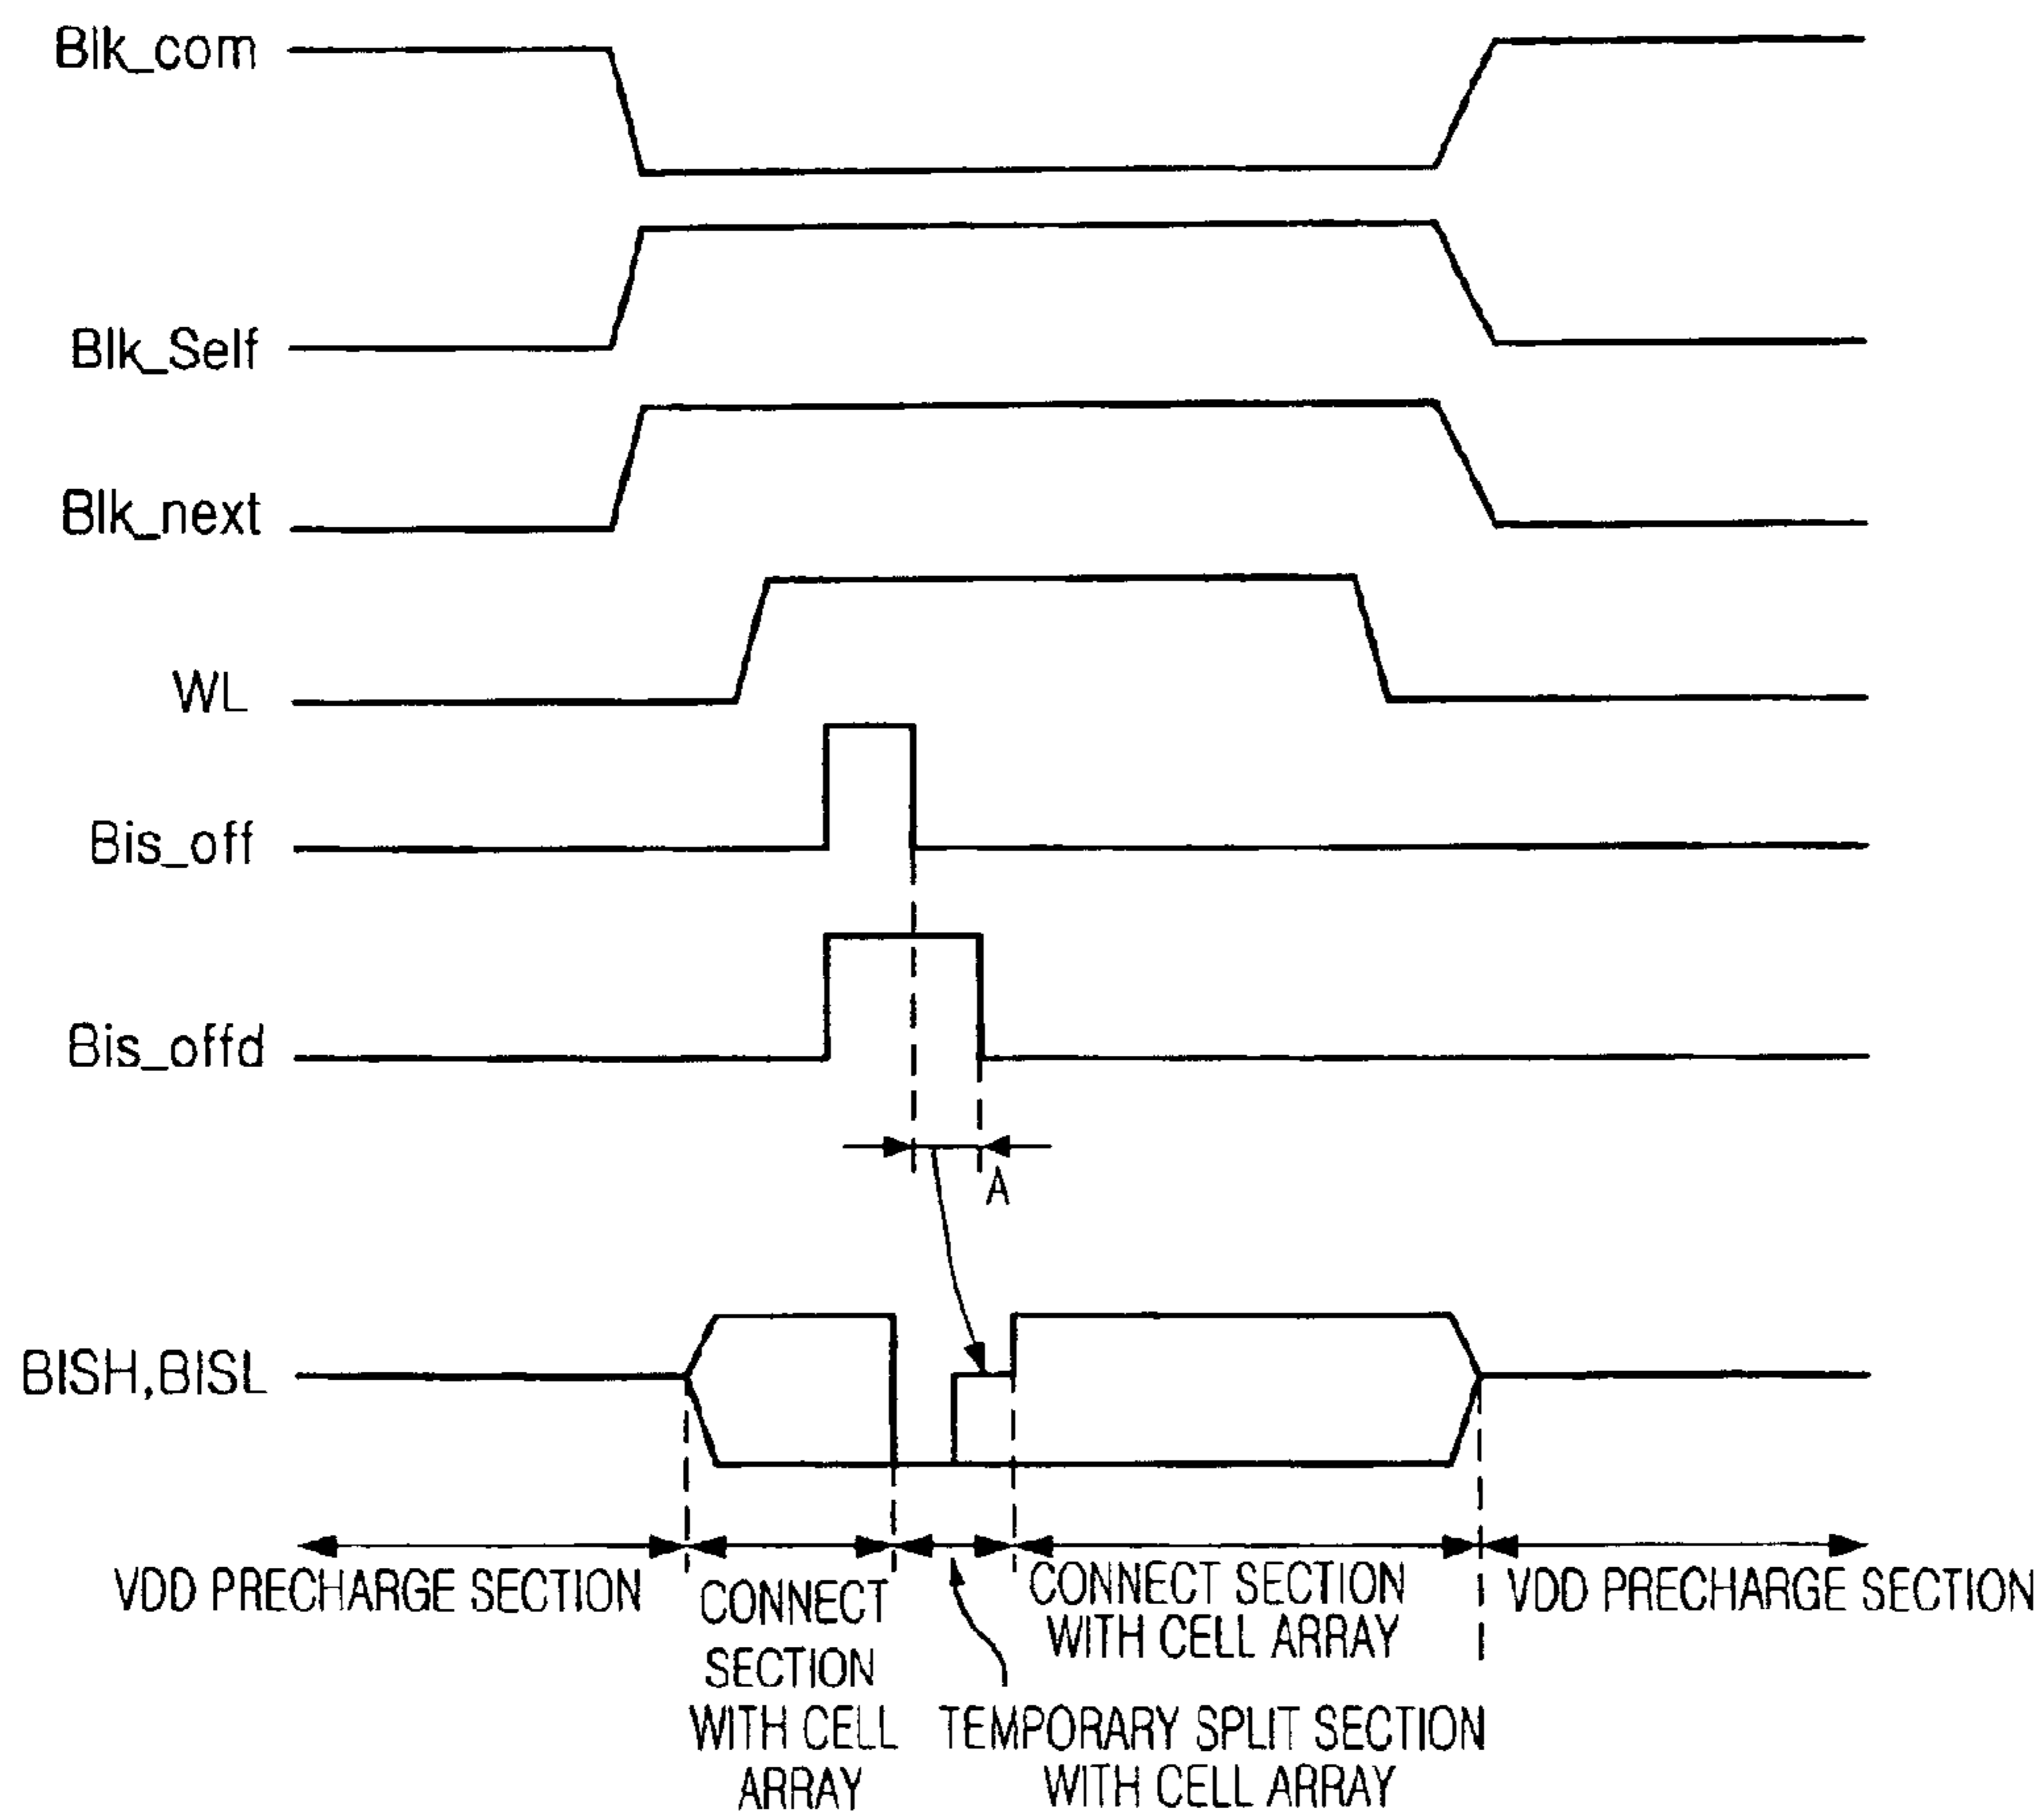 Blk_com
Blk_Self
Blk_next
WL
Bis_off
Bis_offd
A
BISH,BISL
VDD PRECHARGE SECTION
CONNECT
SECTION
WITH CELL
ARRAY
TEMPORARY SPLIT SECTION
WITH CELL ARRAY
CONNECT SECTION
WITH CELL ARRAY
VDD PRECHARGE SECTION